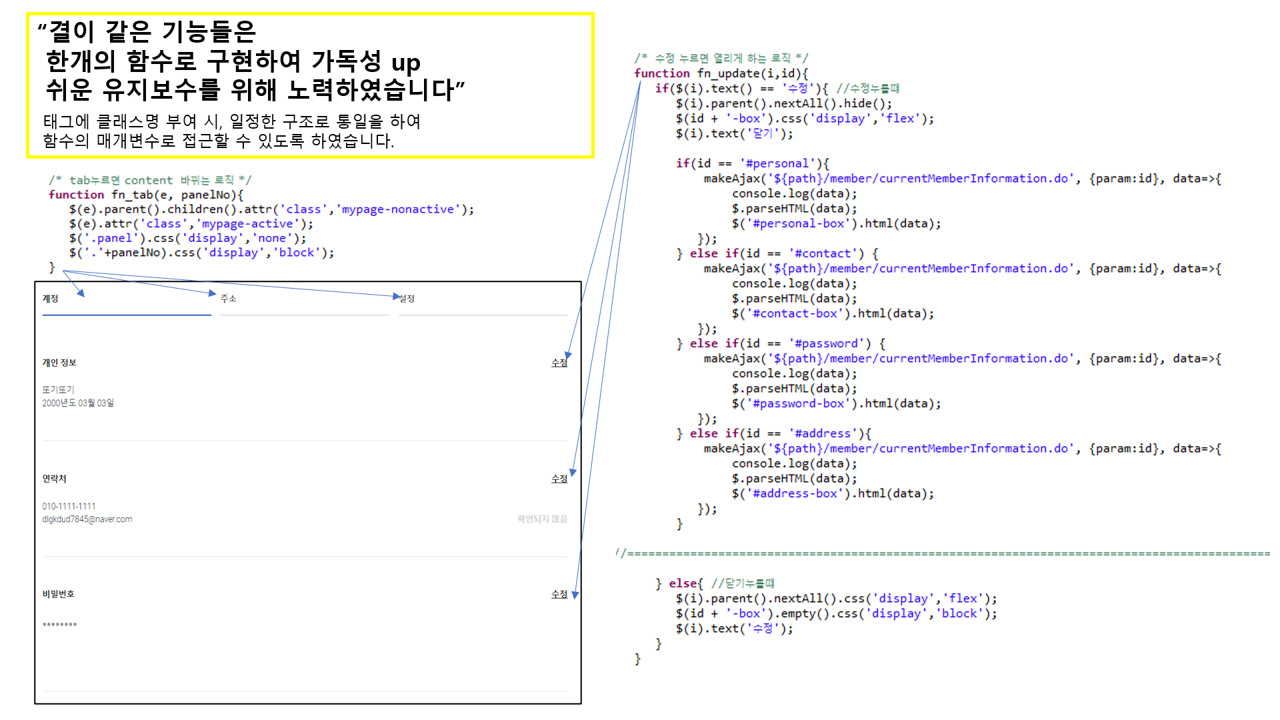 “결이 같은 기능들은
한개의 함수로 구현하여 가독성 up
쉬운 유지보수를 위해 노력하였습니다”
태그에 클래스명 부여 시, 일정한 구조로 통일을 하여
함수의 매개변수로 접근할 수 있도록 하였습니다.
/* tab누르면 content 바뀌는 로직 */
function fn_tab(e, panelNo){
$(e).parent().children().attr('class','mypage-nonactive');
$(e).attr('class','mypage-active');
$('.panel').css('display','none');
$('.'+panelNo).css('display','block');
}
계정 주소 설정
개인 정보 수정
또기또기
2000년도 03월 03일
연락처 수정
010-1111-1111
digkdud7845@naver.com 확인되지 않음
비밀번호 수정
••••••••
/* 수정 누르면 열리게 하는 로직 */
function fn_update(i,id){
if($(i).text() == '수정'){ //수정누를때
$(i).parent().nextAll().hide();
$(id + '-box').css('display','flex');
$(i).text('닫기');
if(id == '#personal'){
makeAjax('${path}/member/currentMemberInformation.do', {param:id}, data=>{
console.log(data);
$.parseHTML(data);
$('#personal-box').html(data);
});
} else if(id == '#contact') {
makeAjax('${path}/member/currentMemberInformation.do', {param:id}, data=>{
console.log(data);
$.parseHTML(data);
$('#contact-box').html(data);
});
} else if(id == '#password') {
makeAjax('${path}/member/currentMemberInformation.do', {param:id}, data=>{
console.log(data);
$.parseHTML(data);
$('#password-box').html(data);
});
} else if(id == '#address'){
makeAjax('${path}/member/currentMemberInformation.do', {param:id}, data=>{
console.log(data);
$.parseHTML(data);
$('#address-box').html(data);
});
}
//============================================================================================
} else{ //닫기누를때
$(i).parent().nextAll().css('display','flex');
$(id + '-box').empty().css('display','block');
$(i).text('수정');
}
}